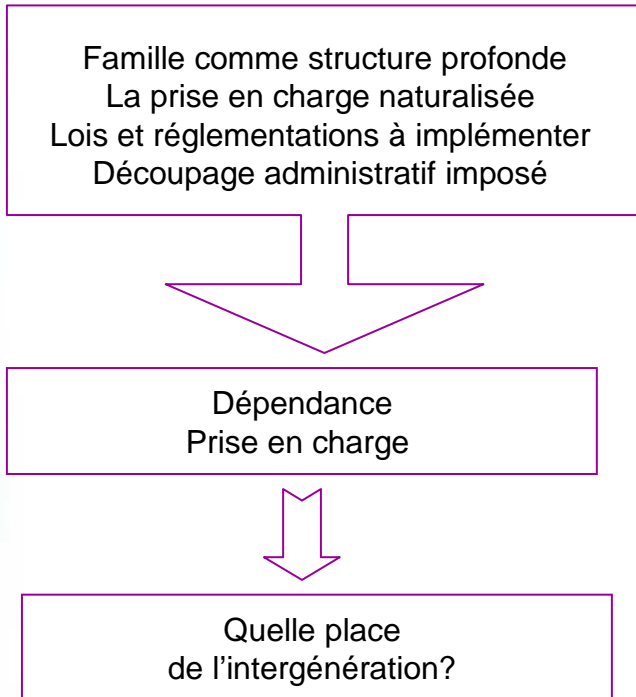 Famille comme structure profonde
La prise en charge naturalisée
Lois et réglementations à implémenter
Découpage administratif imposé
Dépendance
Prise en charge
Quelle place
de l'intergénération?